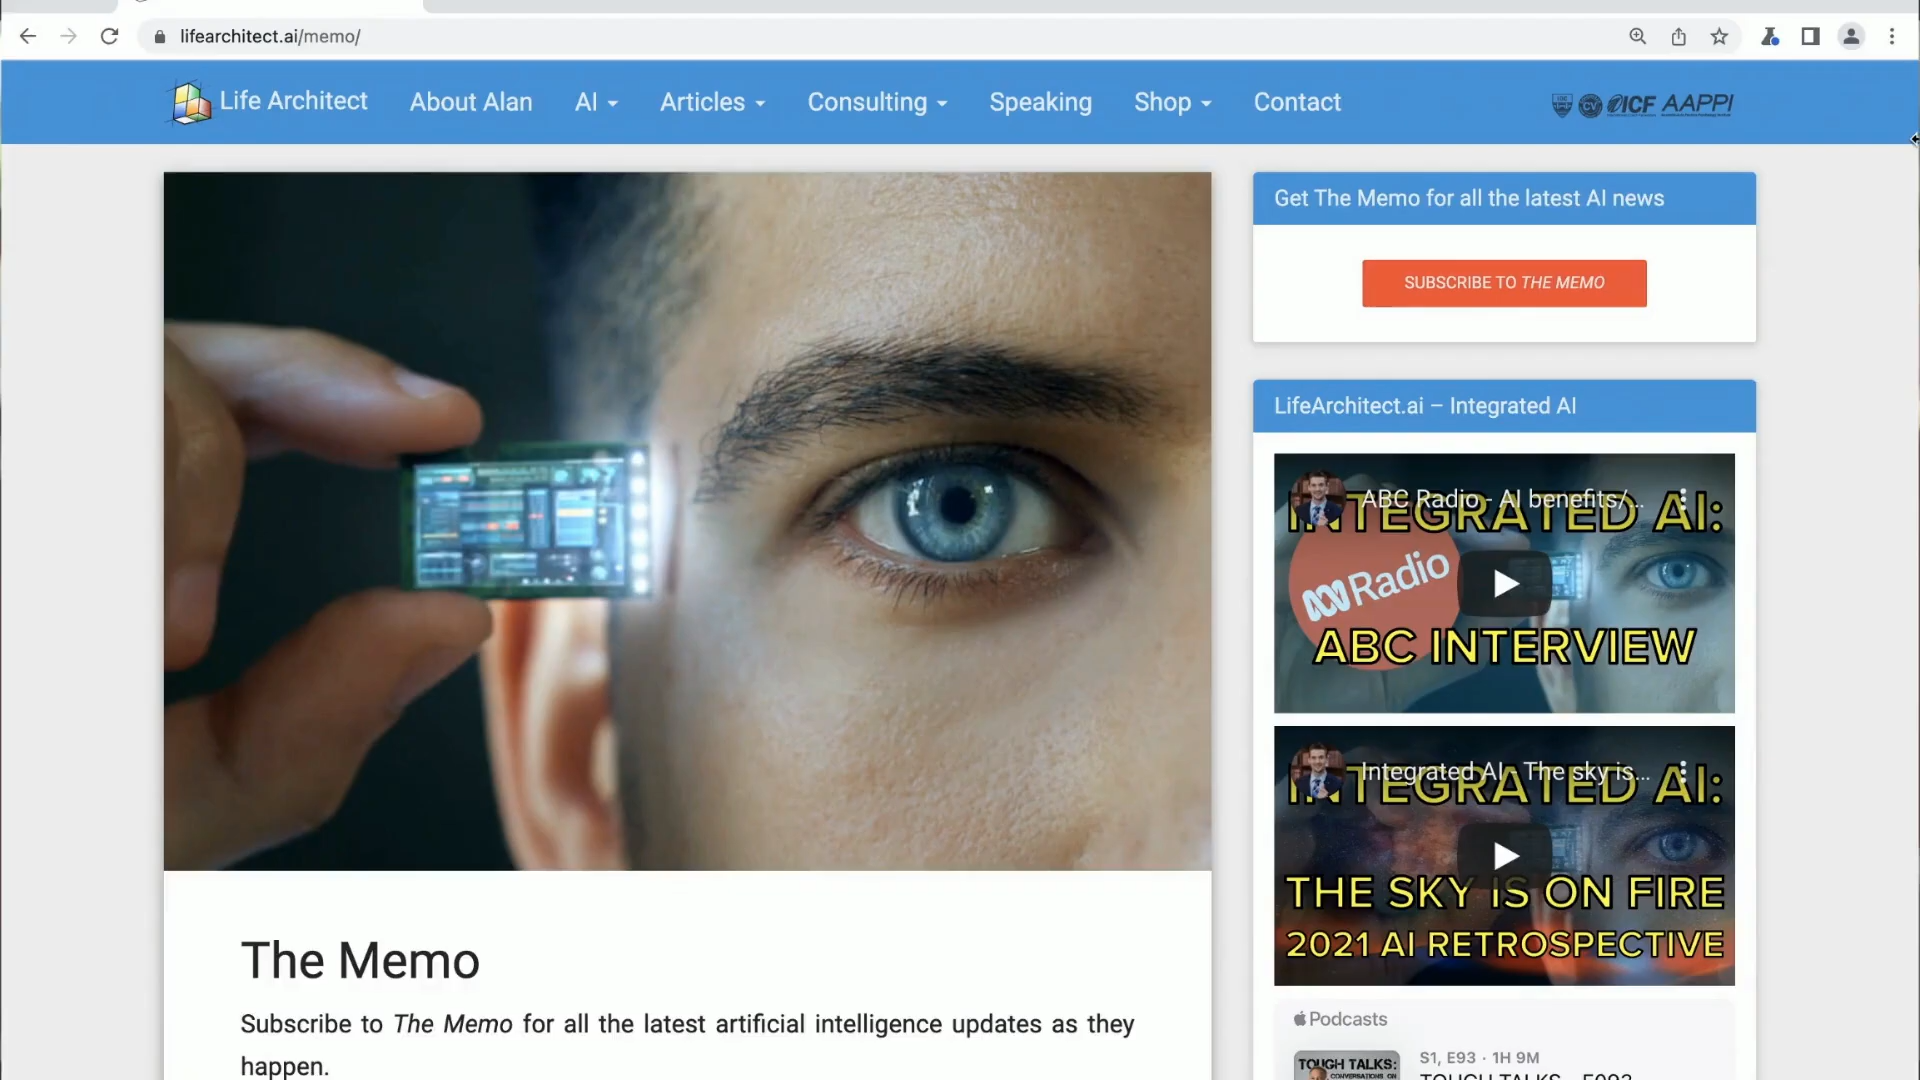 lifearchitect.ai/memo/
Life Architect
About Alan
AI
Articles
Consulting
Speaking
Shop
Contact
ICF AAPPI
Get The Memo for all the latest AI news
SUBSCRIBE TO THE MEMO
LifeArchitect.ai – Integrated AI
ABC Radio - AI benefits/...
INTEGRATED AI:
Radio
ABC INTERVIEW
Integrated AI - The sky is...
INTEGRATED AI:
THE SKY IS ON FIRE
2021 AI RETROSPECTIVE
The Memo
Subscribe to The Memo for all the latest artificial intelligence updates as they
happen.
Podcasts
S1, E93 · 1H 9M
TOUGH TALKS:
TOUGH TALKS – E093